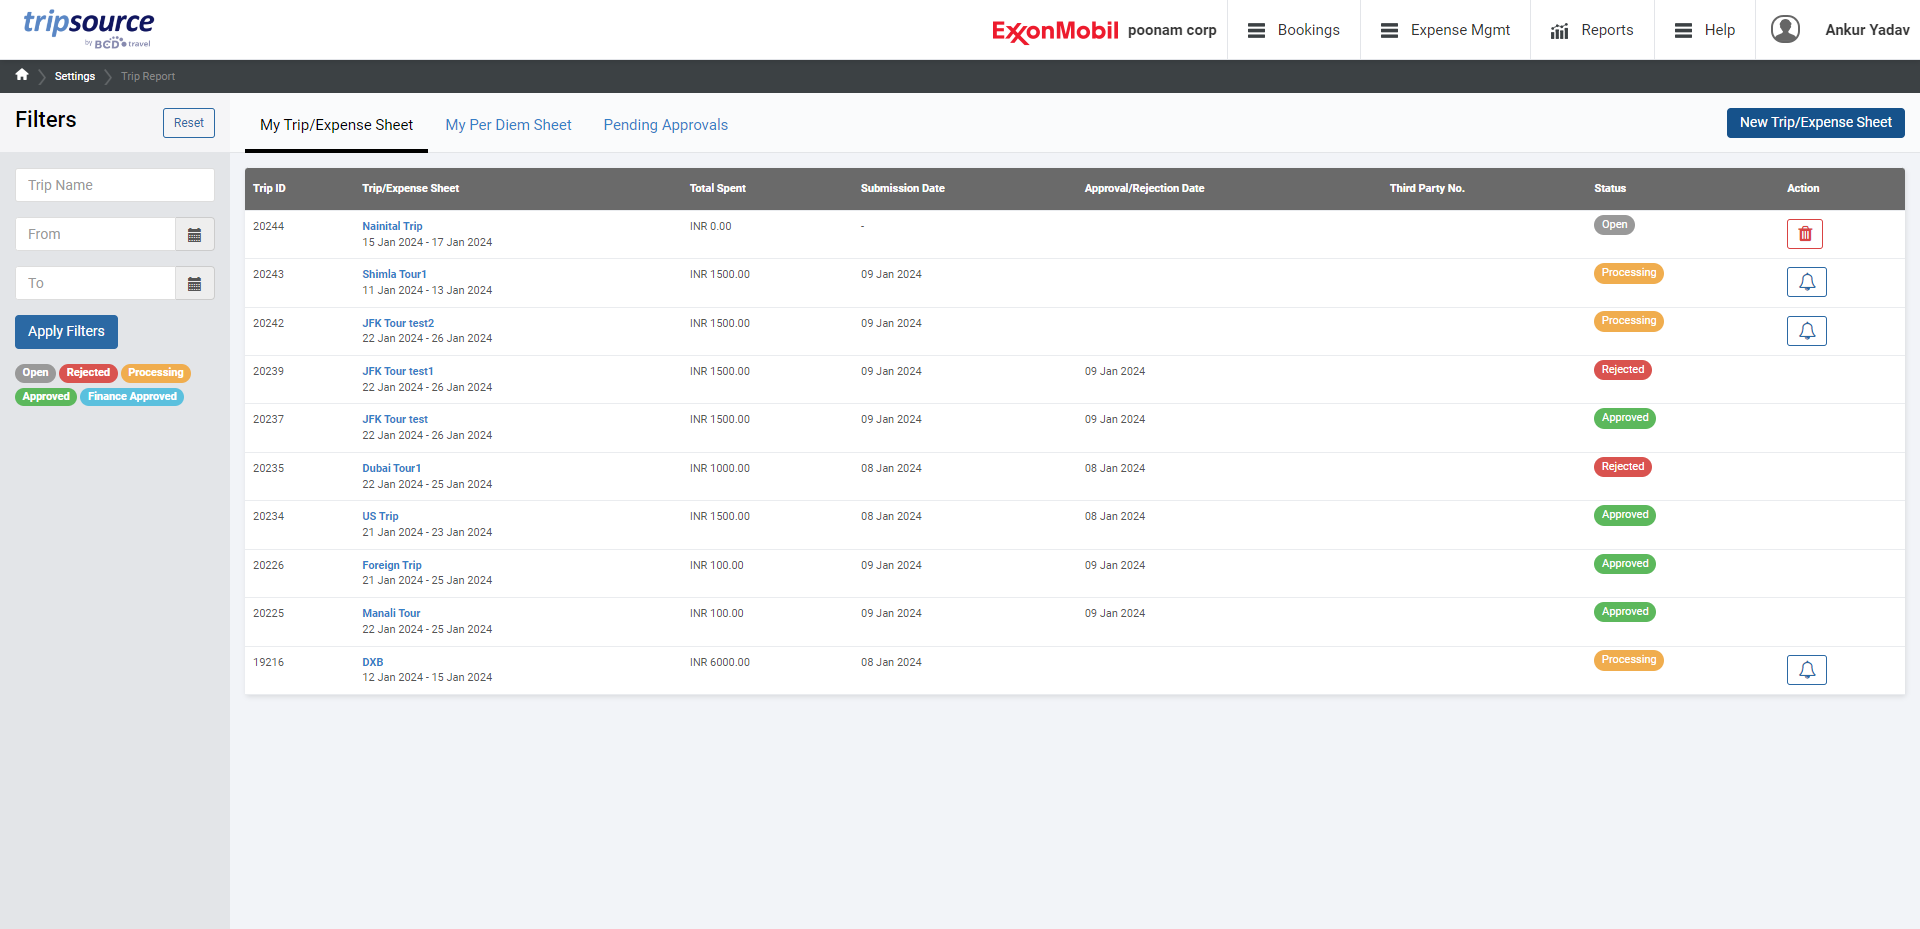 tripsource
by BCD travel
ExxonMobil poonam corp
Bookings
Expense Mgmt
Reports
Help
Ankur Yadav
Settings
Trip Report
Filters
Reset
Trip Name
From
To
Apply Filters
Open Rejected Processing
Approved Finance Approved
My Trip/Expense Sheet My Per Diem Sheet Pending Approvals
New Trip/Expense Sheet
Trip ID Trip/Expense Sheet Total Spent Submission Date Approval/Rejection Date Third Party No. Status Action
20244 Nainital Trip INR 0.00 - Open
15 Jan 2024 - 17 Jan 2024
20243 Shimla Tour1 INR 1500.00 09 Jan 2024 Processing
11 Jan 2024 - 13 Jan 2024
20242 JFK Tour test2 INR 1500.00 09 Jan 2024 Processing
22 Jan 2024 - 26 Jan 2024
20239 JFK Tour test1 INR 1500.00 09 Jan 2024 09 Jan 2024 Rejected
22 Jan 2024 - 26 Jan 2024
20237 JFK Tour test INR 1500.00 09 Jan 2024 09 Jan 2024 Approved
22 Jan 2024 - 26 Jan 2024
20235 Dubai Tour1 INR 1000.00 08 Jan 2024 08 Jan 2024 Rejected
22 Jan 2024 - 25 Jan 2024
20234 US Trip INR 1500.00 08 Jan 2024 08 Jan 2024 Approved
21 Jan 2024 - 23 Jan 2024
20226 Foreign Trip INR 100.00 09 Jan 2024 09 Jan 2024 Approved
21 Jan 2024 - 25 Jan 2024
20225 Manali Tour INR 100.00 09 Jan 2024 09 Jan 2024 Approved
22 Jan 2024 - 25 Jan 2024
19216 DXB INR 6000.00 08 Jan 2024 Processing
12 Jan 2024 - 15 Jan 2024